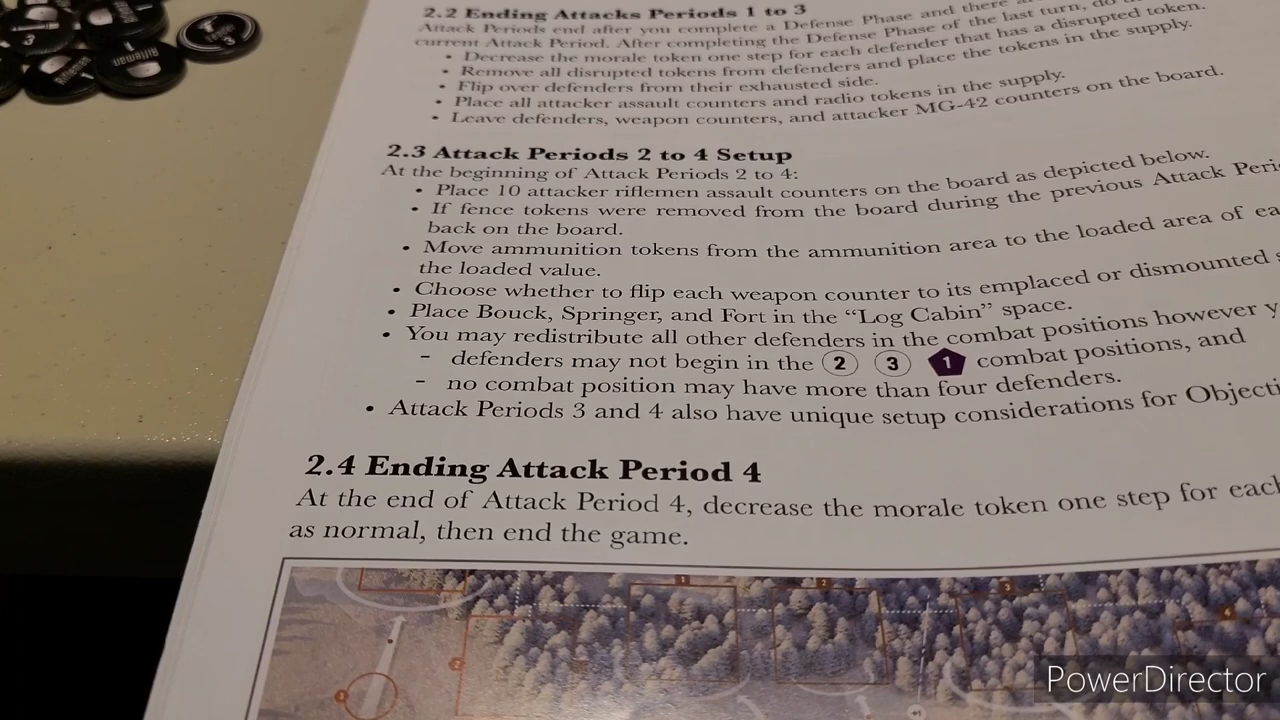 2.2 Ending Attacks Periods 1 to 3
Attack Periods end after you complete a Defense Phase and there
current Attack Period. After completing the Defense Phase of the last turn, do
• Decrease the morale token one step for each defender that has a disrupted token.
• Remove all disrupted tokens from defenders and place the tokens in the supply.
• Flip over defenders from their exhausted side.
• Place all attacker assault counters and radio tokens in the supply.
• Leave defenders, weapon counters, and attacker MG-42 counters on the board.
2.3 Attack Periods 2 to 4 Setup
At the beginning of Attack Periods 2 to 4:
• Place 10 attacker riflemen assault counters on the board as depicted below.
• If fence tokens were removed from the board during the previous Attack Peri
back on the board.
• Move ammunition tokens from the ammunition area to the loaded area of ea
the loaded value.
• Choose whether to flip each weapon counter to its emplaced or dismounted s
• Place Bouck, Springer, and Fort in the “Log Cabin” space.
• You may redistribute all other defenders in the combat positions however y
– defenders may not begin in the 2 3 1 combat positions, and
– no combat position may have more than four defenders.
• Attack Periods 3 and 4 also have unique setup considerations for Objecti
2.4 Ending Attack Period 4
At the end of Attack Period 4, decrease the morale token one step for each
as normal, then end the game.
1 2 3 4
2
3
+1
Rifleman
PowerDirector